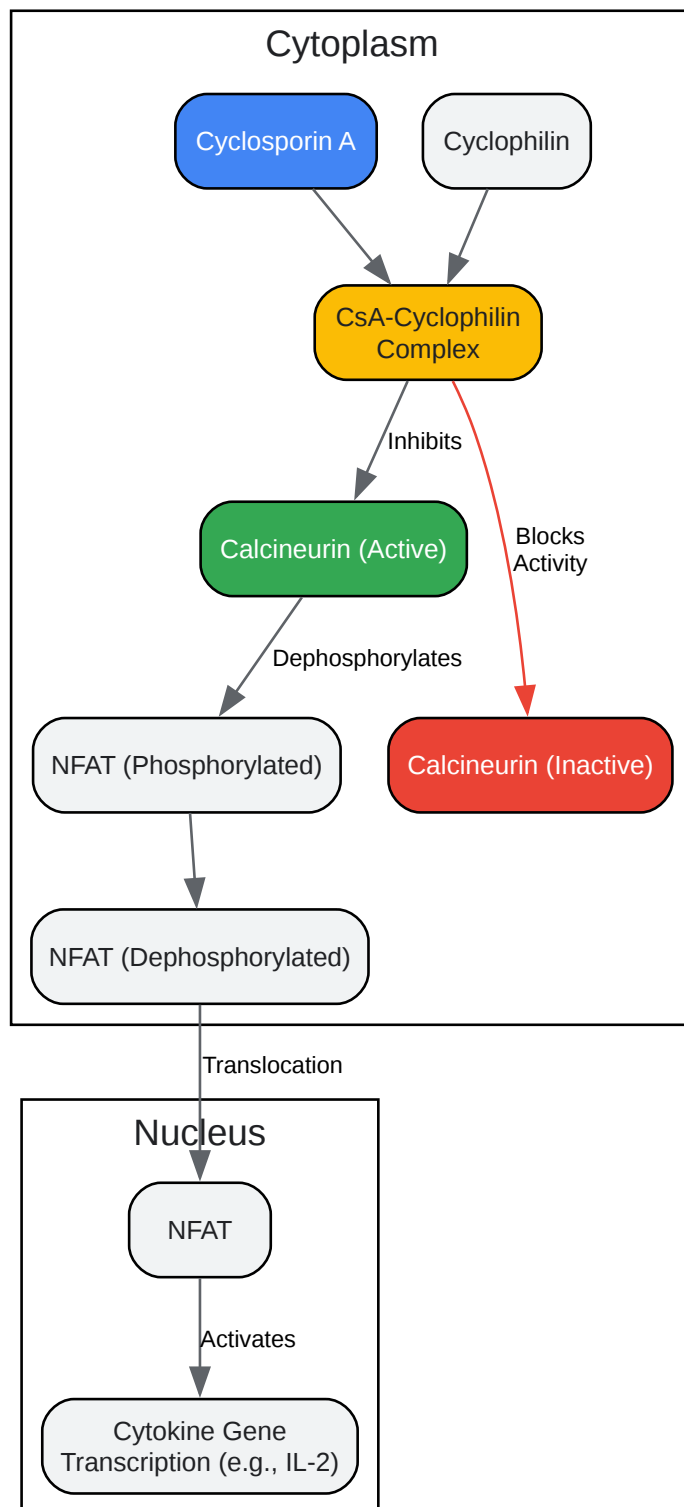 Cytoplasm
Cyclosporin A
Cyclophilin
CsA-Cyclophilin
Complex
Inhibits
Calcineurin (Active)
Blocks
Activity
Dephosphorylates
NFAT (Phosphorylated)
Calcineurin (Inactive)
NFAT (Dephosphorylated)
Translocation
Nucleus
NFAT
Activates
Cytokine Gene
Transcription (e.g., IL-2)